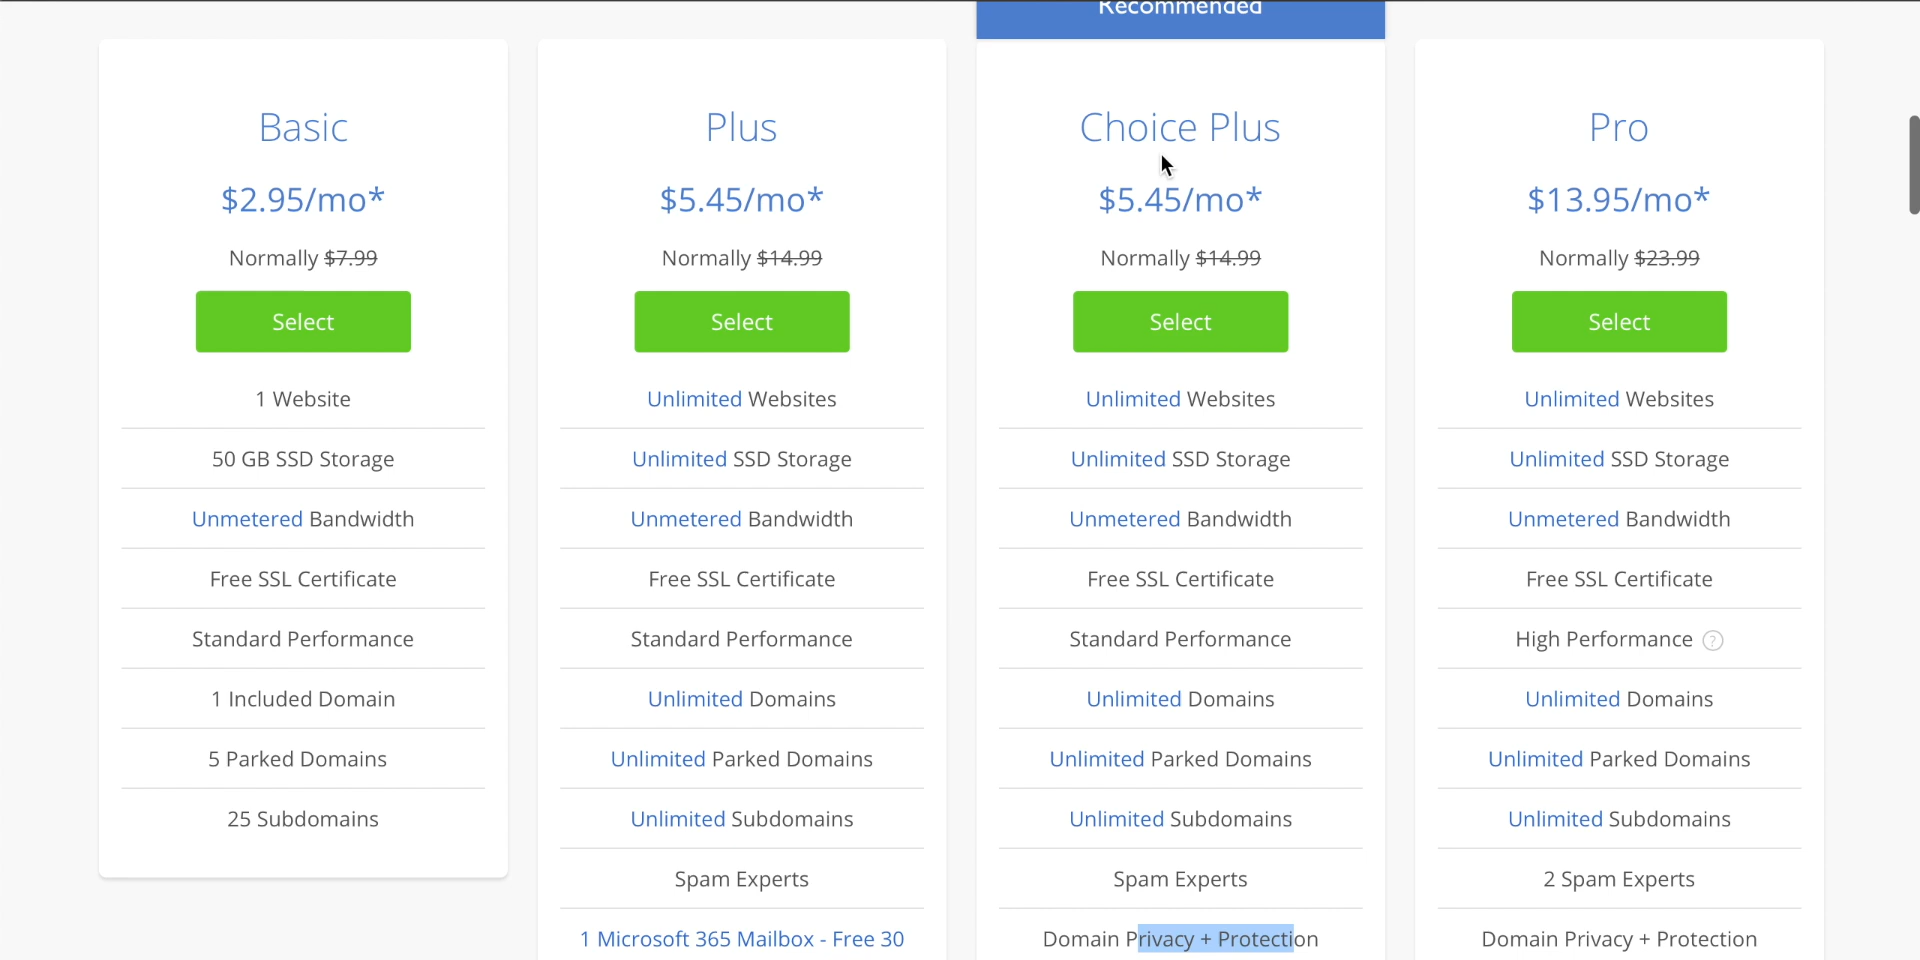 Recommended
Basic
$2.95/mo*
Normally $7.99
Select
1 Website
50 GB SSD Storage
Unmetered Bandwidth
Free SSL Certificate
Standard Performance
1 Included Domain
5 Parked Domains
25 Subdomains
Plus
$5.45/mo*
Normally $14.99
Select
Unlimited Websites
Unlimited SSD Storage
Unmetered Bandwidth
Free SSL Certificate
Standard Performance
Unlimited Domains
Unlimited Parked Domains
Unlimited Subdomains
Spam Experts
1 Microsoft 365 Mailbox - Free 30
Choice Plus
$5.45/mo*
Normally $14.99
Select
Unlimited Websites
Unlimited SSD Storage
Unmetered Bandwidth
Free SSL Certificate
Standard Performance
Unlimited Domains
Unlimited Parked Domains
Unlimited Subdomains
Spam Experts
Domain Privacy + Protection
Pro
$13.95/mo*
Normally $23.99
Select
Unlimited Websites
Unlimited SSD Storage
Unmetered Bandwidth
Free SSL Certificate
High Performance ?
Unlimited Domains
Unlimited Parked Domains
Unlimited Subdomains
2 Spam Experts
Domain Privacy + Protection